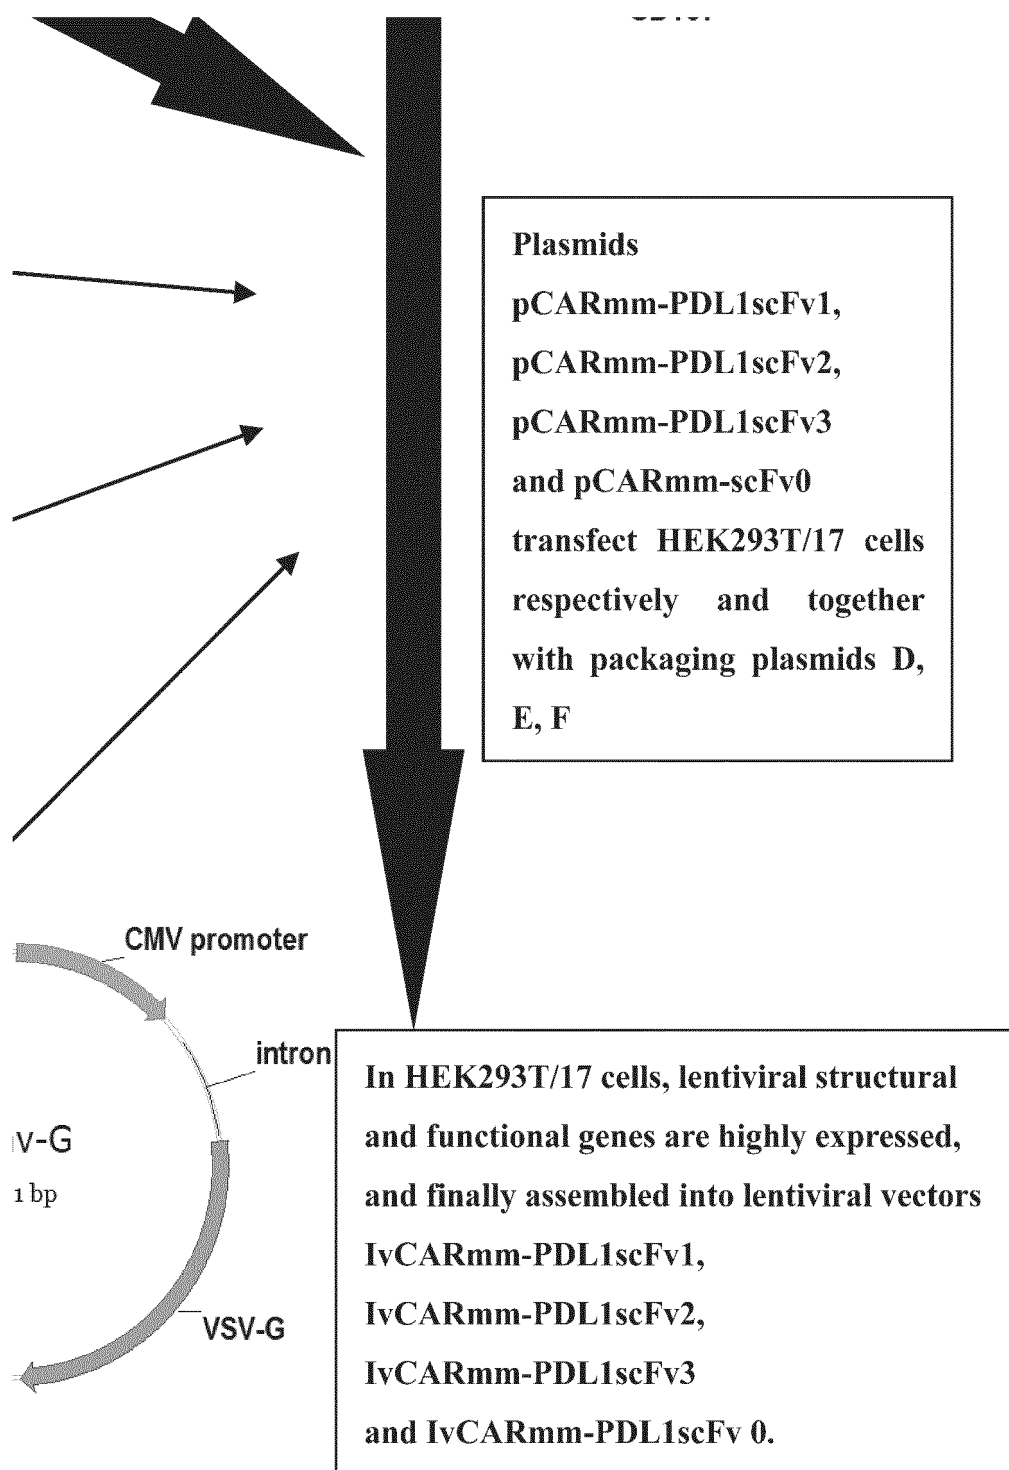 Plasmids
pCARmm-PDL1scFv1,
pCARmm-PDL1scFv2,
pCARmm-PDL1scFv3
and pCARmm-scFv0
transfect HEK293T/17 cells
respectively and together
with packaging plasmids D,
E, F
CMV promoter
intron
v-G
1 bp
VSV-G
In HEK293T/17 cells, lentiviral structural
and functional genes are highly expressed,
and finally assembled into lentiviral vectors
IvCARmm-PDL1scFv1,
IvCARmm-PDL1scFv2,
IvCARmm-PDL1scFv3
and IvCARmm-PDL1scFv 0.